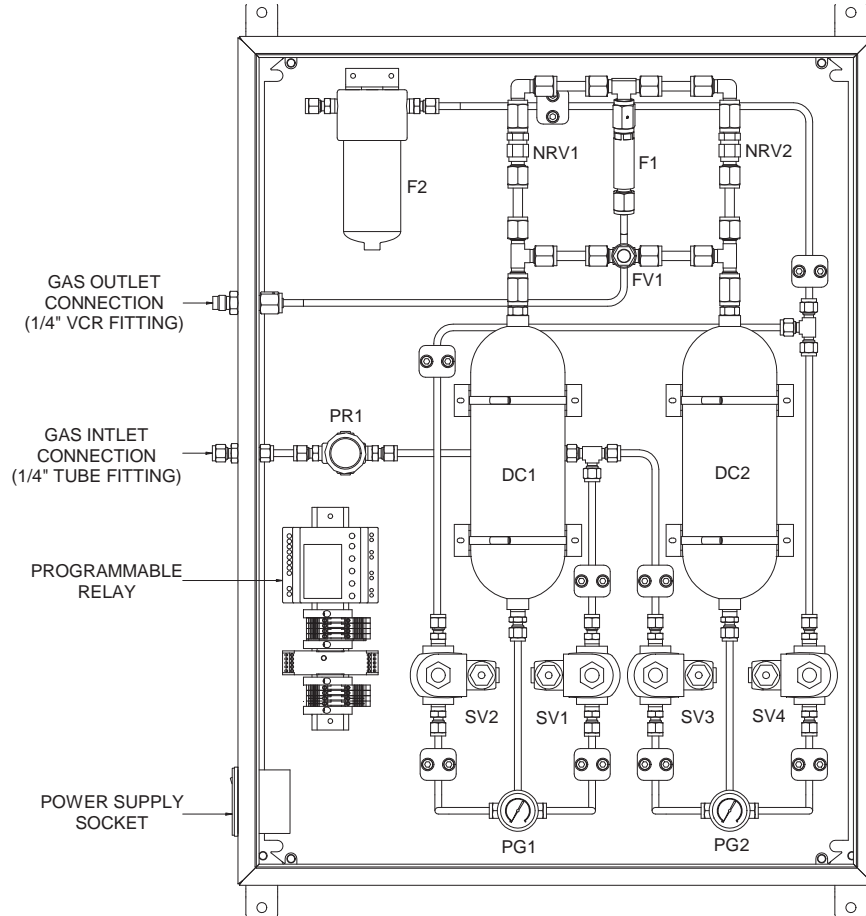 NRV1
F1
NRV2
F2
GAS OUTLET
CONNECTION
(1/4" VCR FITTING)
FV1
PR1
GAS INTLET
CONNECTION
(1/4" TUBE FITTING)
DC1
DC2
PROGRAMMABLE
RELAY
SV2
SV1
SV3
SV4
POWER SUPPLY
SOCKET
PG1
PG2